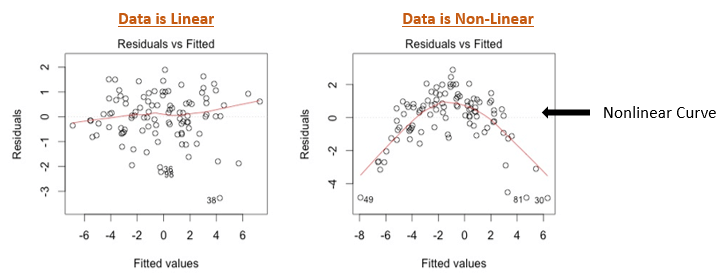 Data is Linear
Residuals vs Fitted
2
1
0
-1
-2
-3
Residuals
36
98
38
-6 -4 -2 0 2 4 6
Fitted values
Data is Non-Linear
Residuals vs Fitted
2
0
-2
-4
Residuals
49
81
30
-8 -6 -4 -2 0 2 4 6
Fitted values
Nonlinear Curve